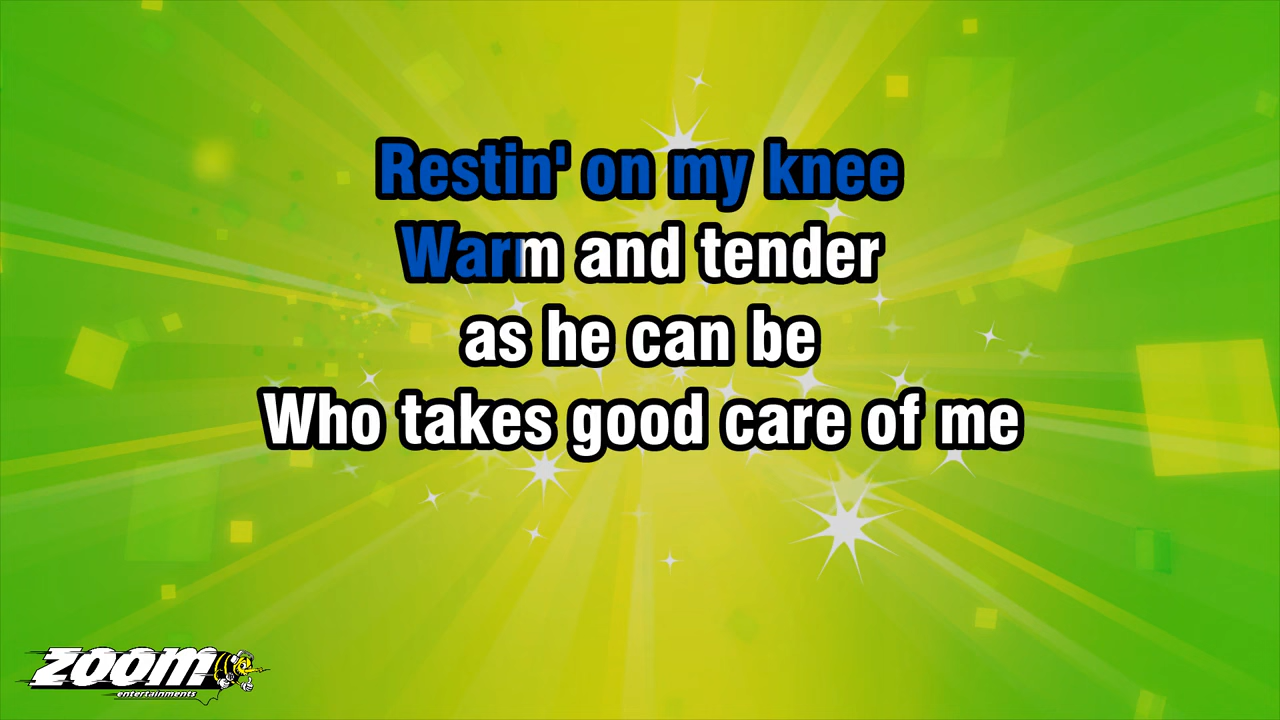 Restin' on my knee
Warm and tender
as he can be
Who takes good care of me
zoom
entertainments